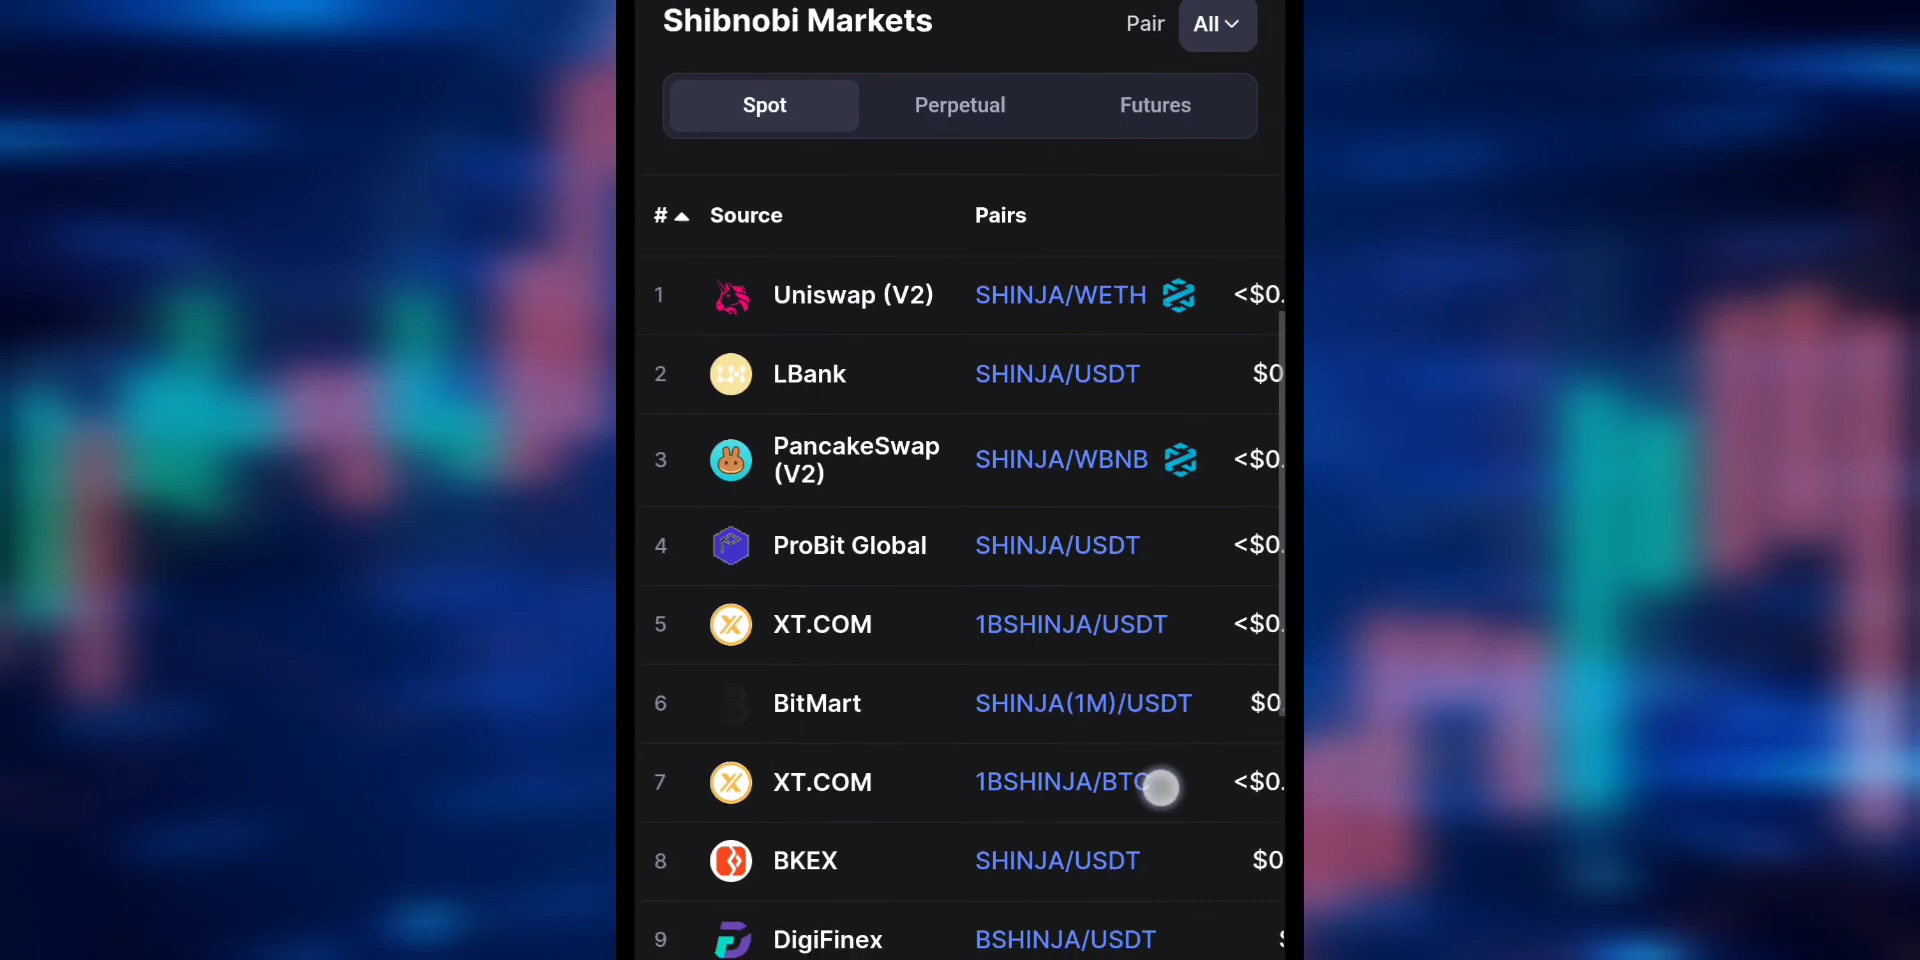 Shibnobi Markets Pair All
Spot Perpetual Futures
# Source Pairs
1 Uniswap (V2) SHINJA/WETH <$0.
2 LBank SHINJA/USDT $0
3 PancakeSwap (V2) SHINJA/WBNB <$0.
4 ProBit Global SHINJA/USDT <$0.
5 XT.COM 1BSHINJA/USDT <$0.
6 BitMart SHINJA(1M)/USDT $0.
7 XT.COM 1BSHINJA/BTC <$0.
8 BKEX SHINJA/USDT $0
9 DigiFinex BSHINJA/USDT